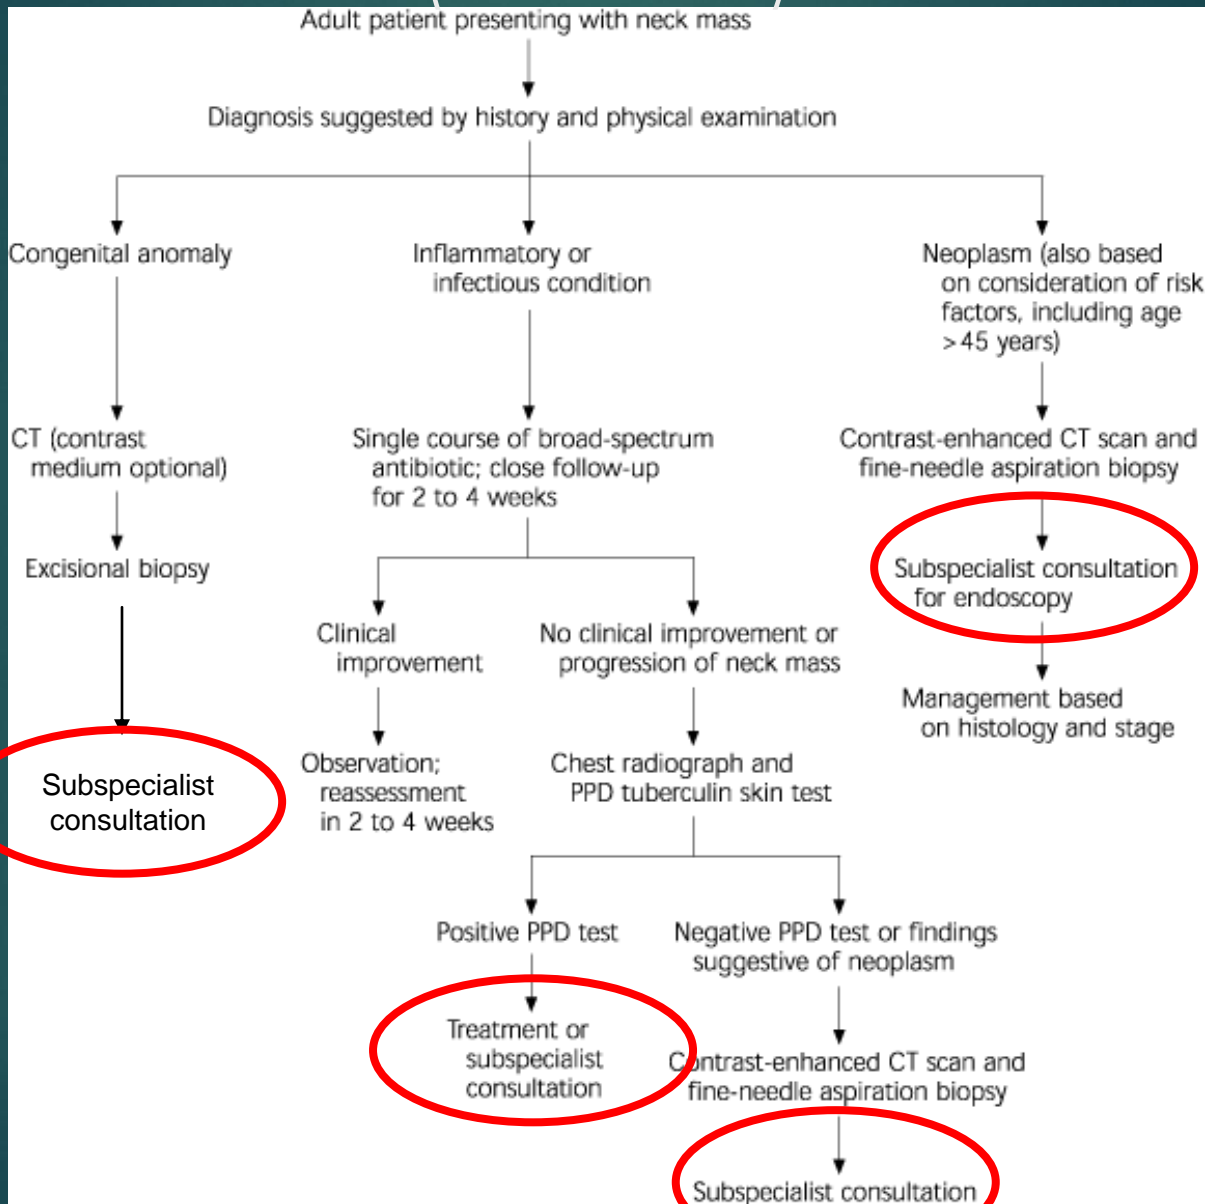 Adult patient presenting with neck mass
Diagnosis suggested by history and physical examination
Congenital anomaly
CT (contrast
medium optional)
Excisional biopsy
Subspecialist
consultation
Inflammatory or
infectious condition
Single course of broad-spectrum
antibiotic; close follow-up
for 2 to 4 weeks
Clinical
improvement
Observation;
reassessment
in 2 to 4 weeks
No clinical improvement or
progression of neck mass
Chest radiograph and
PPD tuberculin skin test
Positive PPD test
Treatment or
subspecialist
consultation
Negative PPD test or findings
suggestive of neoplasm
Contrast-enhanced CT scan and
fine-needle aspiration biopsy
Subspecialist consultation
Neoplasm (also based
on consideration of risk
factors, including age
>45 years)
Contrast-enhanced CT scan and
fine-needle aspiration biopsy
Subspecialist consultation
for endoscopy
Management based
on histology and stage